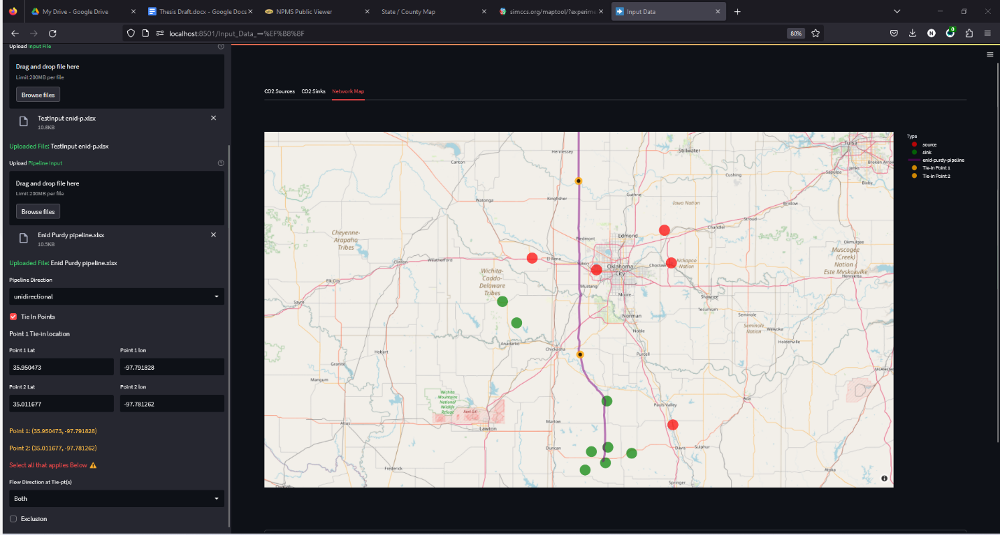 My Drive - Google Drive
Thesis Draft.docx - Google Docs
NPMS Public Viewer
State / County Map
simccs.org/maptool/?experime
Input Data
localhost:8501/Input_Data_➡%EF%B8%8F
80%
N
0
Upload Input File
Drag and drop file here
Limit 200MB per file
Browse files
TestInput enid-p.xlsx
10.8KB
Uploaded File: TestInput enid-p.xlsx
Upload Pipeline Input
Drag and drop file here
Limit 200MB per file
Browse files
Enid Purdy pipeline.xlsx
10.5KB
Uploaded File: Enid Purdy pipeline.xlsx
Pipeline Direction
unidirectional
Tie In Points
Point 1 Tie-in location
Point 1 Lat
Point 1 lon
35.950473
-97.791828
Point 2 Lat
Point 2 lon
35.011677
-97.781262
Point 1: (35.950473, -97.791828)
Point 2: (35.011677, -97.781262)
Select all that applies Below
Flow Direction at Tie-pt(s)
Both
Exclusion
CO2 Sources
CO2 Sinks
Network Map
Type
source
sink
enid-purdy-pipeline
Tie-in Point 1
Tie-in Point 2
Tulsa
Hennessey
Stillwater
Canton
Broken Arrow
Sapulpa
Jenks
Cushing
Bixby
Watonga
Kingfisher
Guthrie
Iowa Nation
Bristow
Stroud
Chandler
Cheyenne-
Arapaho
Tribes
Piedmont
Edmond
Okmulgee
Muscogee
(Creek)
Nation /
Este Mvskokvlke
Henryetta
Clinton
Weatherford
El Reno
Yukon
Oklahoma
City
Choctaw
Kickapoo
Nation
Wichita-
Caddo-
Delaware
Tribes
Elk City
Mustang
Moore
Shawnee
Sayre
Tecumseh
Seminole
Norman
Seminole
Nation
Wewoka
Noble
Holdenville
Anadarko
Chickasha
Hobart
Purcell
Granite
McAlester
Mangum
Wichita
Mountains
National
Wildlife
Refuge
Fort Sill
Pauls Valley
Ada
Altus
Lawton
Marlow
Duncan
Davis
Sulphur
Frederick
Atoka
Springer